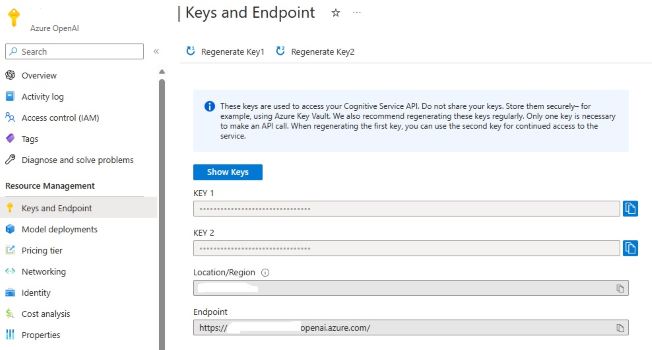 | Keys and Endpoint
Azure OpenAI
Search
Regenerate Key1
Regenerate Key2
Overview
Activity log
Access control (IAM)
Tags
Diagnose and solve problems
Resource Management
Keys and Endpoint
Model deployments
Pricing tier
Networking
Identity
Cost analysis
Properties
These keys are used to access your Cognitive Service API. Do not share your keys. Store them securely– for
example, using Azure Key Vault. We also recommend regenerating these keys regularly. Only one key is necessary
to make an API call. When regenerating the first key, you can use the second key for continued access to the
service.
Show Keys
KEY 1
KEY 2
Location/Region
Endpoint
https:// openai.azure.com/